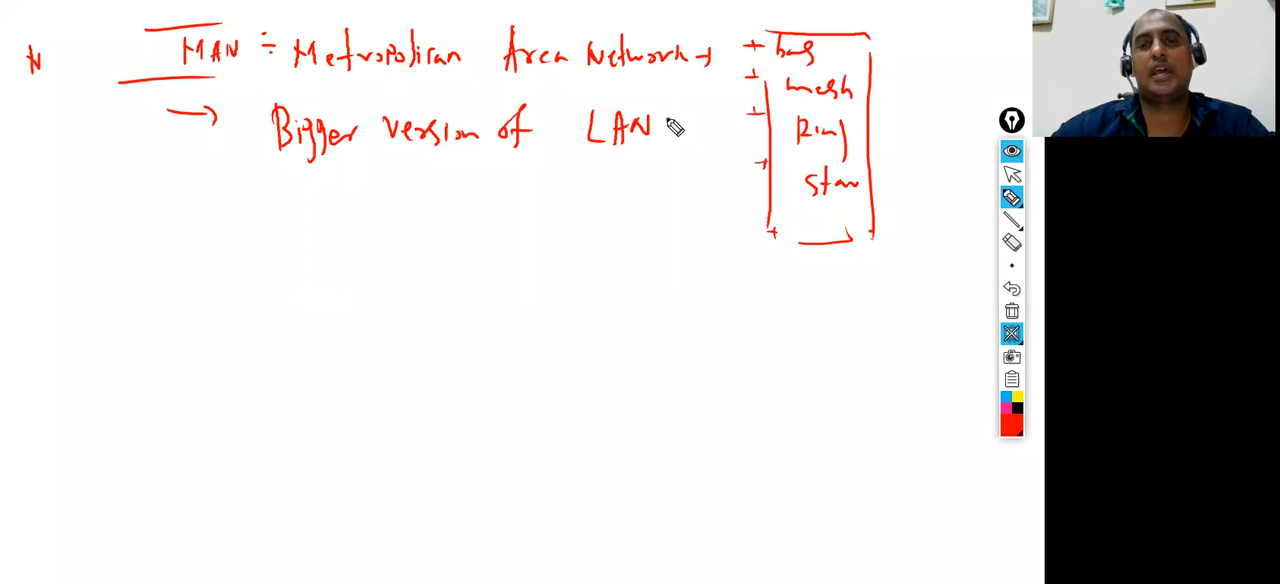 MAN :- Metropolitan Area Network →
→ Bigger version of LAN
bus
mesh
Ring
star